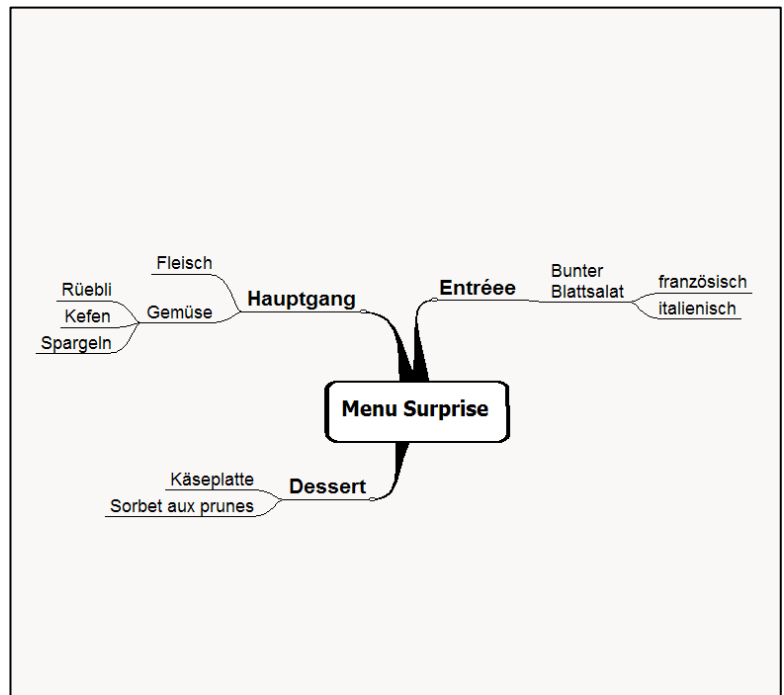 Fleisch
Rüebli
Kefen
Spargeln
Gemüse
Hauptgang
Entréee
Bunter
Blattsalat
französisch
italienisch
Menu Surprise
Käseplatte
Sorbet aux prunes
Dessert